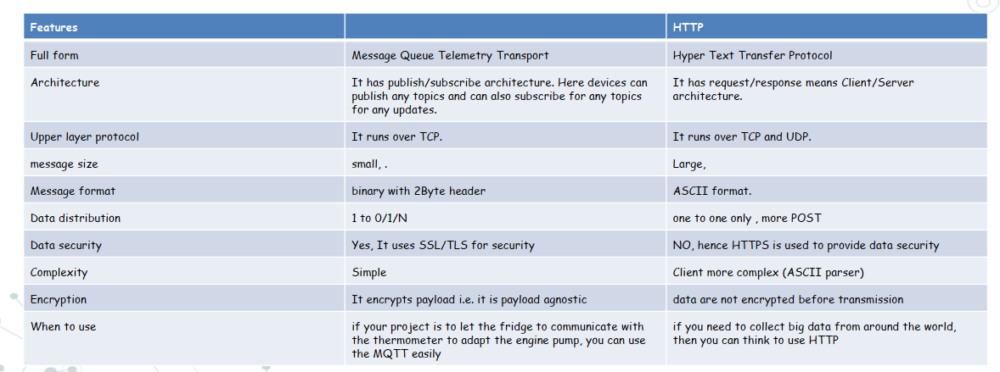 Features HTTP
Full form Message Queue Telemetry Transport Hyper Text Transfer Protocol
Architecture It has publish/subscribe architecture. Here devices can It has request/response means Client/Server
publish any topics and can also subscribe for any topics architecture.
for any updates.
Upper layer protocol It runs over TCP. It runs over TCP and UDP.
message size small, . Large,
Message format binary with 2Byte header ASCII format.
Data distribution 1 to 0/1/N one to one only , more POST
Data security Yes, It uses SSL/TLS for security NO, hence HTTPS is used to provide data security
Complexity Simple Client more complex (ASCII parser)
Encryption It encrypts payload i.e. it is payload agnostic data are not encrypted before transmission
When to use if your project is to let the fridge to communicate with if you need to collect big data from around the world,
the thermometer to adapt the engine pump, you can use then you can think to use HTTP
the MQTT easily